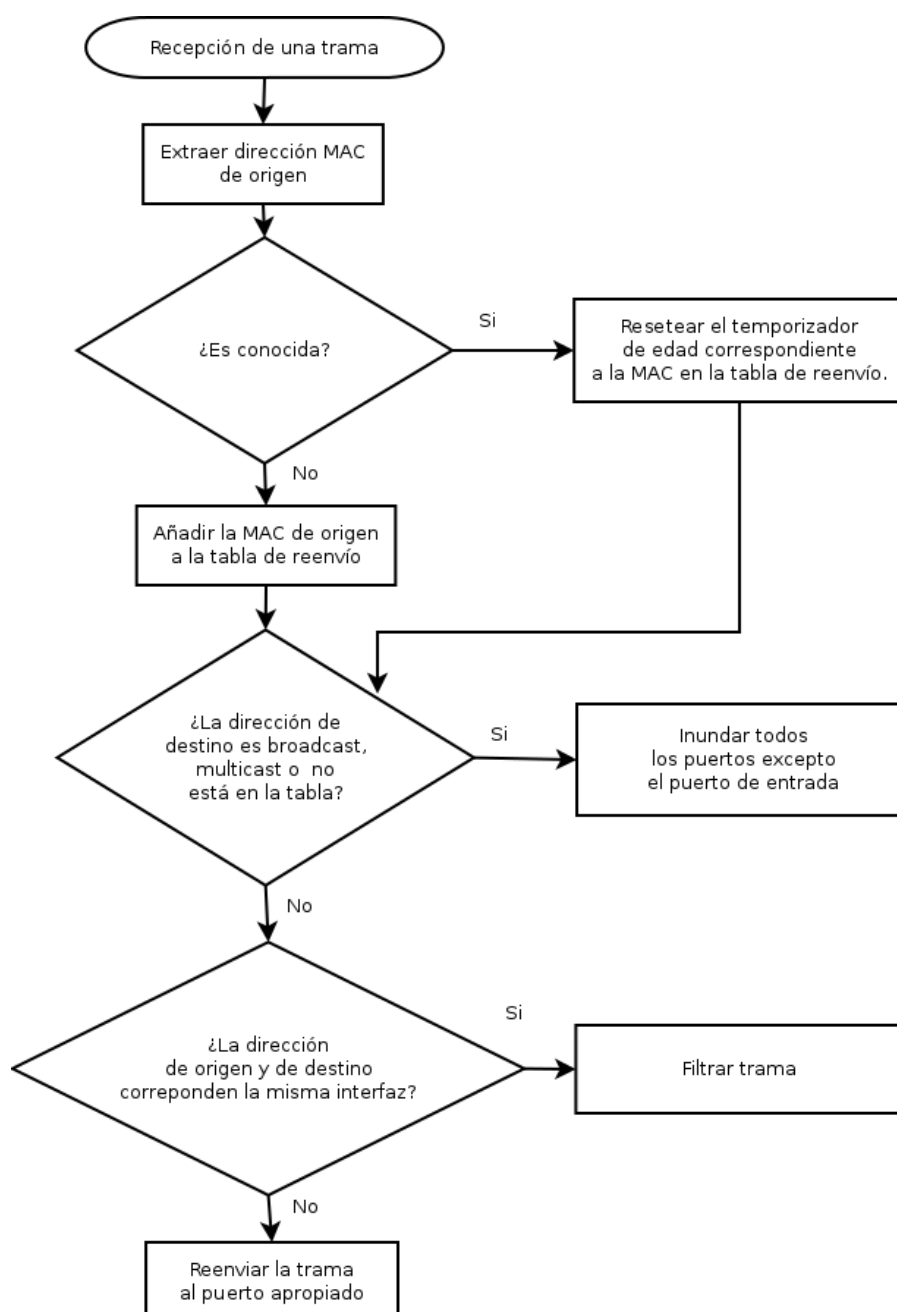 Recepción de una trama
Extraer dirección MAC
de origen
¿Es conocida?
Si
Resetear el temporizador
de edad correspondiente
a la MAC en la tabla de reenvío.
No
Añadir la MAC de origen
a la tabla de reenvío
¿La dirección de
destino es broadcast,
multicast o no
está en la tabla?
Si
Inundar todos
los puertos excepto
el puerto de entrada
No
¿La dirección
de origen y de destino
correponden la misma interfaz?
Si
Filtrar trama
No
Reenviar la trama
al puerto apropiado